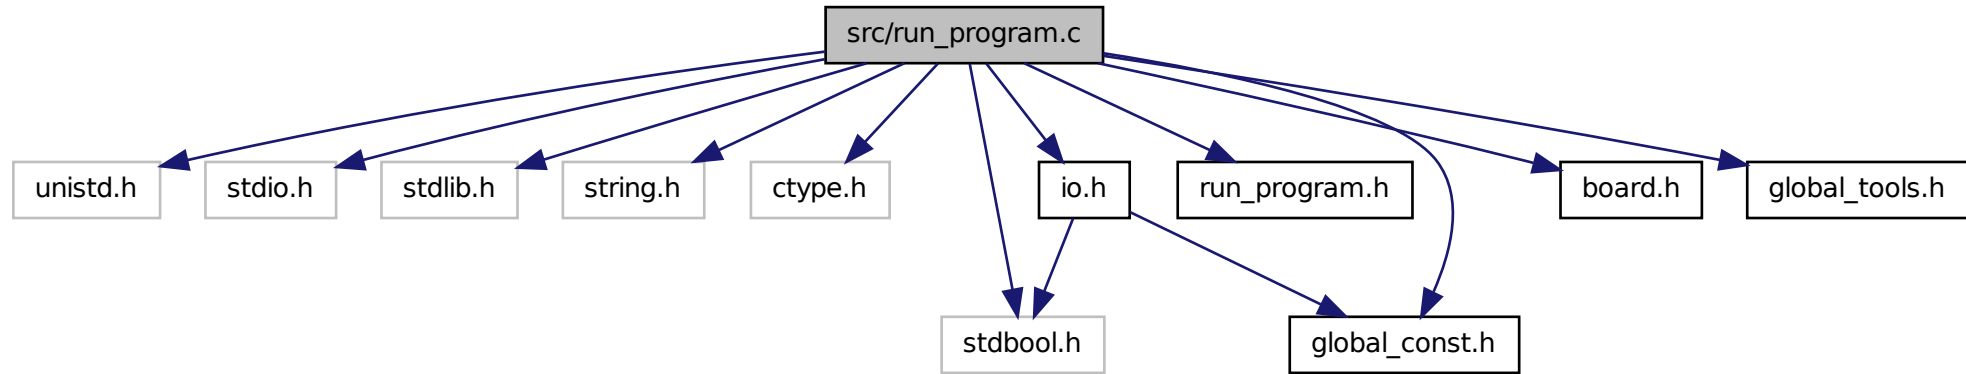 src/run_program.c
unistd.h
stdio.h
stdlib.h
string.h
ctype.h
io.h
run_program.h
board.h
global_tools.h
stdbool.h
global_const.h